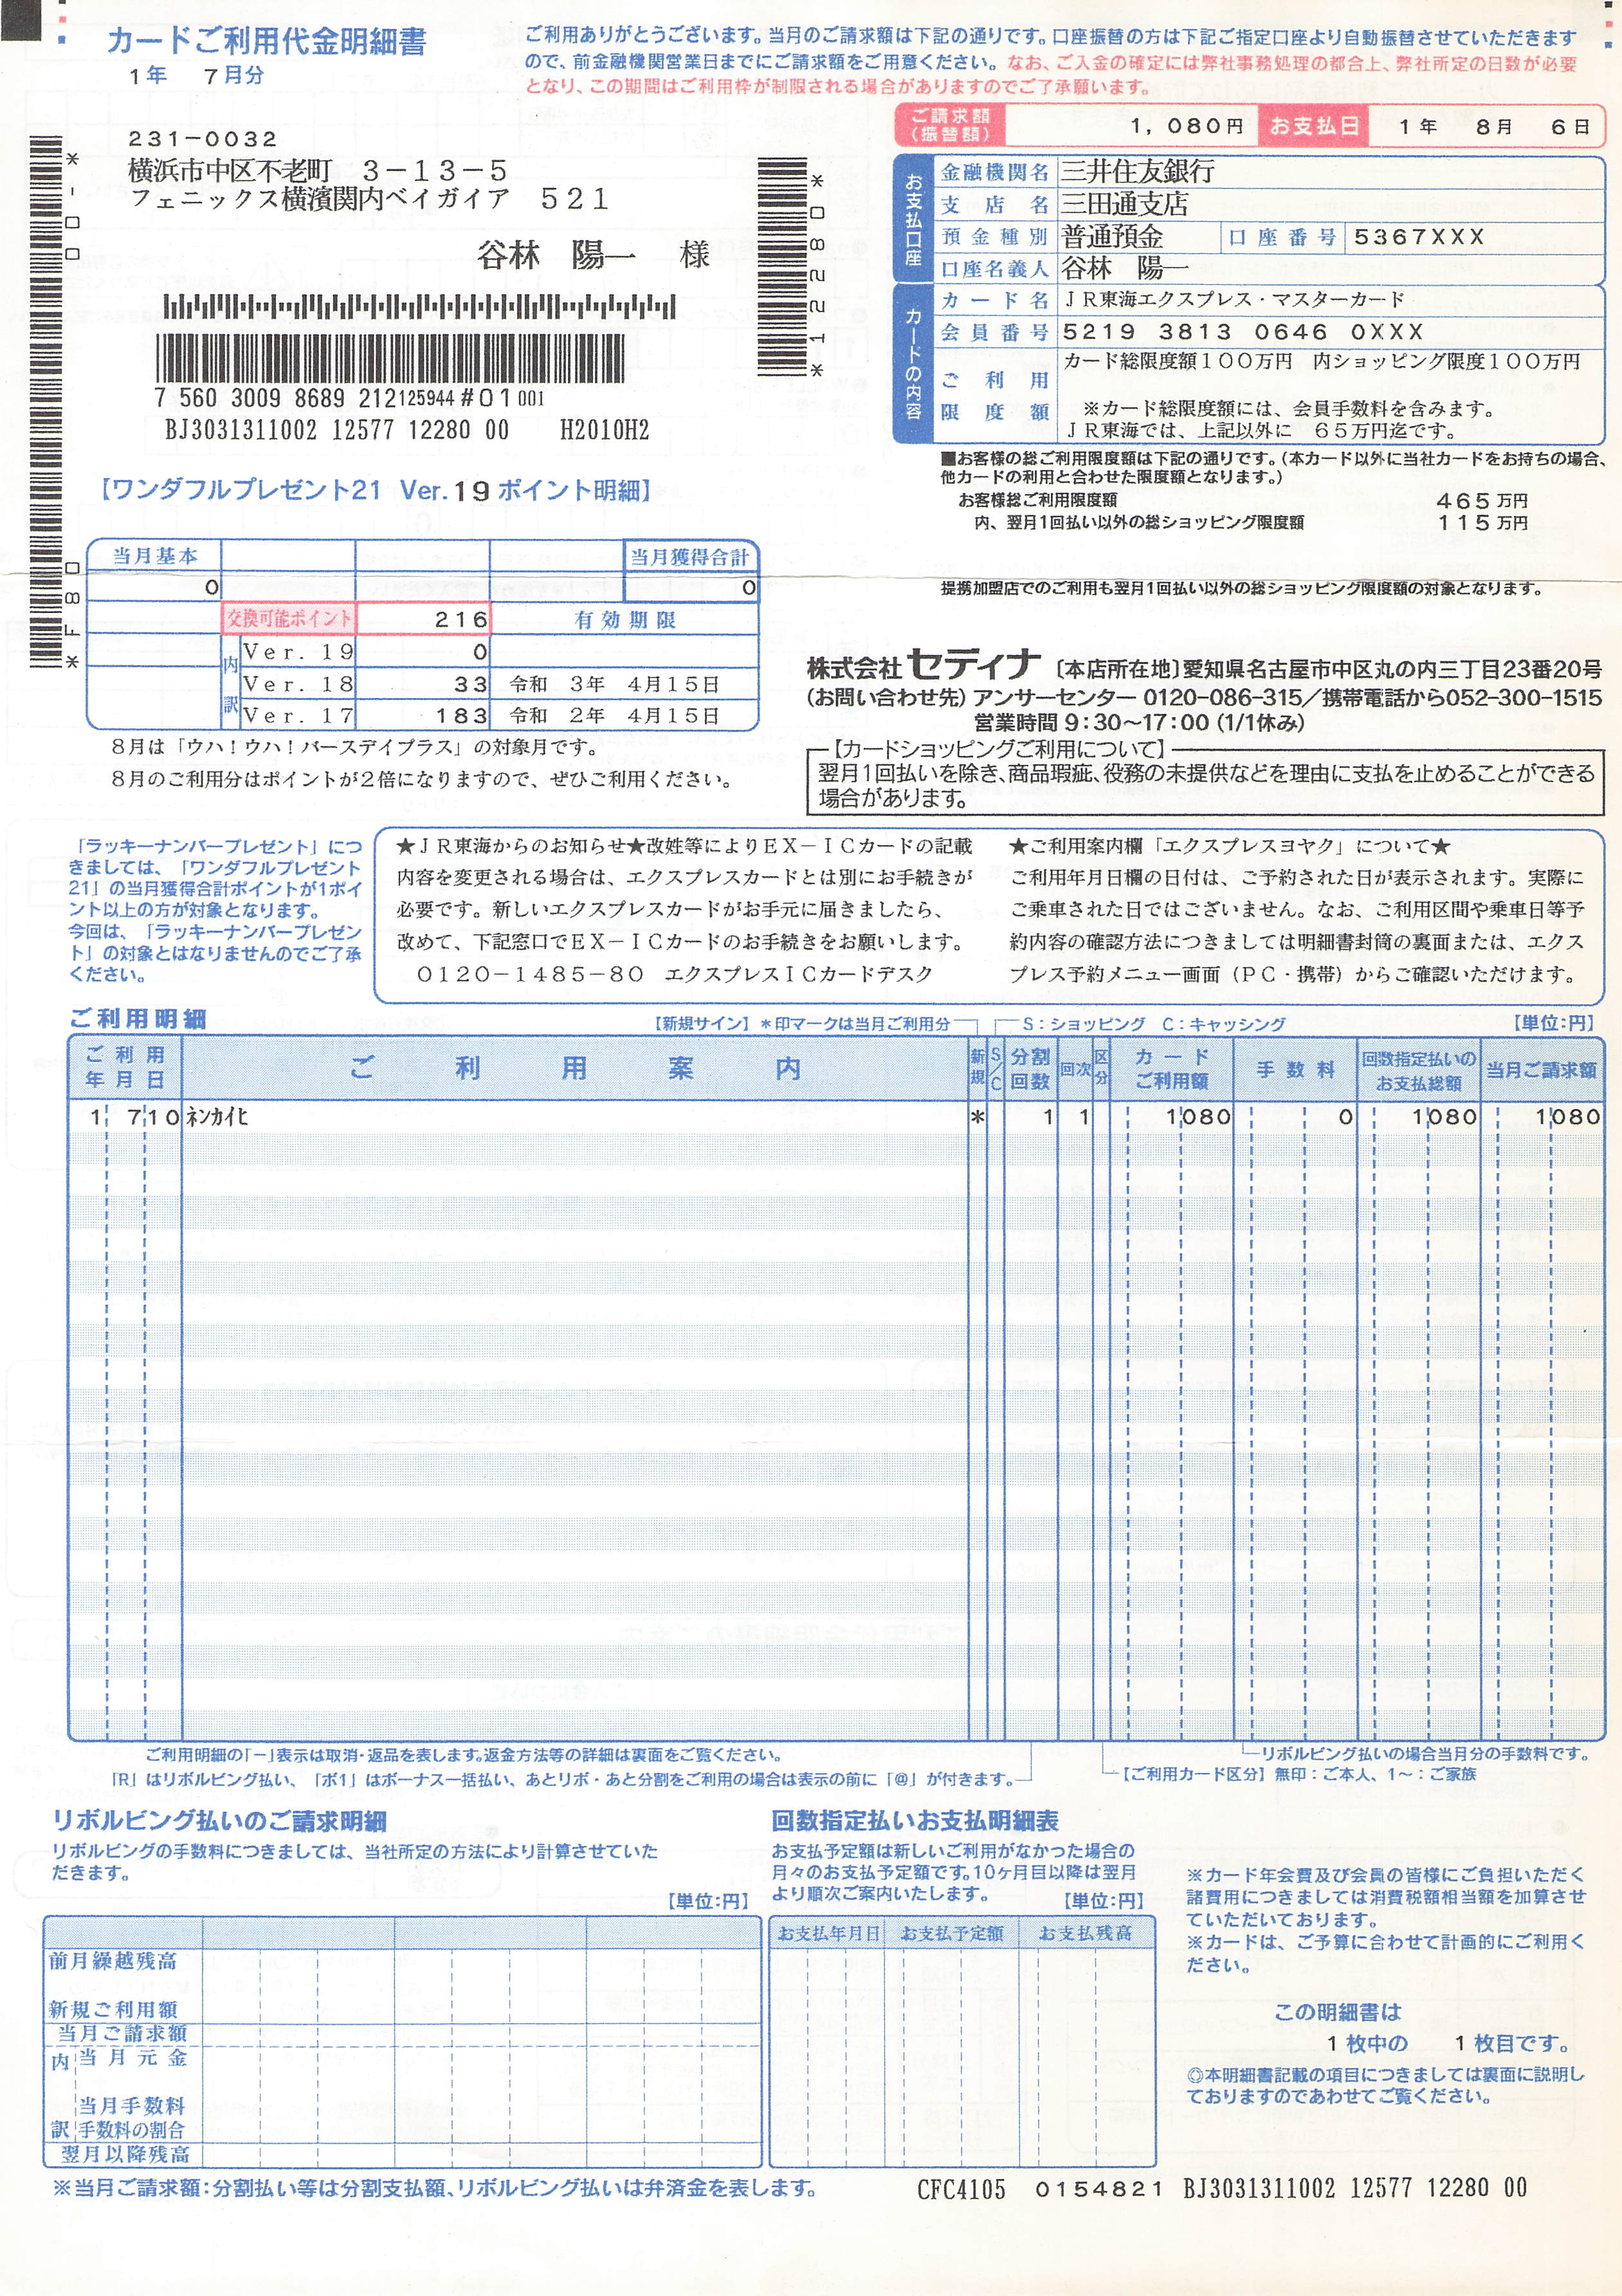 カードご利用代金明細書
1年 7月分
ご利用ありがとうございます。当月のご請求額は下記の通りです。口座振替の方は下記ご指定口座より自動振替させていただきます
ので、前金融機関営業日までにご請求額をご用意ください。なお、ご入金の確定には弊社事務処理の都合上、弊社所定の日数が必要
となり、この期間はご利用枠が制限される場合がありますのでご了承願います。
ご請求額(振替額) 1,080円 お支払日 1年 8月 6日
231-0032
横浜市中区不老町 3-13-5
フェニックス横濱関内ベイガイア 521
谷林 陽一 様
*0-00
*F80
*12280*
7 560 3009 8689 212125944#01001
BJ3031311002 12577 12280 00 H2010H2
お支払口座
金融機関名 三井住友銀行
支店名 三田通支店
預金種別 普通預金 口座番号 5367XXX
口座名義人 谷林 陽一
カードの内容
カード名 JR東海エクスプレス・マスターカード
会員番号 5219 3813 0646 0XXX
ご利用限度額 カード総限度額100万円 内ショッピング限度100万円
※カード総限度額には、会員手数料を含みます。
JR東海では、上記以外に 65万円迄です。
■お客様の総ご利用限度額は下記の通りです。(本カード以外に当社カードをお持ちの場合、
他カードの利用と合わせた限度額となります。)
お客様総ご利用限度額 465万円
内、翌月1回払い以外の総ショッピング限度額 115万円
提携加盟店でのご利用も翌月1回払い以外の総ショッピング限度額の対象となります。
【ワンダフルプレゼント21 Ver.19ポイント明細】
当月基本 当月獲得合計
0 0
交換可能ポイント 216 有効期限
内訳
Ver.19 0
Ver.18 33 令和 3年 4月15日
Ver.17 183 令和 2年 4月15日
8月は「ウハ!ウハ!バースデイプラス」の対象月です。
8月のご利用分はポイントが2倍になりますので、ぜひご利用ください。
株式会社セディナ〔本店所在地〕愛知県名古屋市中区丸の内三丁目23番20号
(お問い合わせ先)アンサーセンター 0120-086-315/携帯電話から052-300-1515
営業時間 9:30~17:00 (1/1休み)
【カードショッピングご利用について】
翌月1回払いを除き、商品瑕疵、役務の未提供などを理由に支払を止めることができる
場合があります。
「ラッキーナンバープレゼント」につ
きましては、「ワンダフルプレゼント
21」の当月獲得合計ポイントが1ポイ
ント以上の方が対象となります。
今回は、「ラッキーナンバープレゼン
ト」の対象とはなりませんのでご了承
ください。
★JR東海からのお知らせ★改姓等によりEX-ICカードの記載
内容を変更される場合は、エクスプレスカードとは別にお手続きが
必要です。新しいエクスプレスカードがお手元に届きましたら、
改めて、下記窓口でEX-ICカードのお手続きをお願いします。
0120-1485-80 エクスプレスICカードデスク
★ご利用案内欄「エクスプレスヨヤク」について★
ご利用年月日欄の日付は、ご予約された日が表示されます。実際に
ご乗車された日ではございません。なお、ご利用区間や乗車日等予
約内容の確認方法につきましては明細書封筒の裏面または、エクス
プレス予約メニュー画面(PC・携帯)からご確認いただけます。
ご利用明細 【新規サイン】*印マークは当月ご利用分 S:ショッピング C:キャッシング 【単位:円】
ご利用年月日 ご利用案内 新規 S/C 分割回数 回次 区分 カードご利用額 手数料 回数指定払いのお支払総額 当月ご請求額
1 7 10 ネンカイヒ * 1 1 1080 0 1080 1080
ご利用明細の「-」表示は取消・返品を表します。返金方法等の詳細は裏面をご覧ください。
リボルビング払いの場合当月分の手数料です。
「R」はリボルビング払い、「ボ1」はボーナス一括払い、あとリボ・あと分割をご利用の場合は表示の前に「@」が付きます。
【ご利用カード区分】無印:ご本人、1~:ご家族
リボルビング払いのご請求明細
リボルビングの手数料につきましては、当社所定の方法により計算させていた
だきます。
【単位:円】
前月繰越残高
新規ご利用額
当月ご請求額
内訳
当月元金
当月手数料
手数料の割合
翌月以降残高
回数指定払いお支払明細表
お支払予定額は新しいご利用がなかった場合の
月々のお支払予定額です。10ヶ月目以降は翌月
より順次ご案内いたします。 【単位:円】
お支払年月日 お支払予定額 お支払残高
※カード年会費及び会員の皆様にご負担いただく
諸費用につきましては消費税額相当額を加算させ
ていただいております。
※カードは、ご予算に合わせて計画的にご利用く
ださい。
この明細書は
1枚中の 1枚目です。
◎本明細書記載の項目につきましては裏面に説明し
ておりますのであわせてご覧ください。
※当月ご請求額:分割払い等は分割支払額、リボルビング払いは弁済金を表します。
CFC4105 0154821 BJ3031311002 12577 12280 00